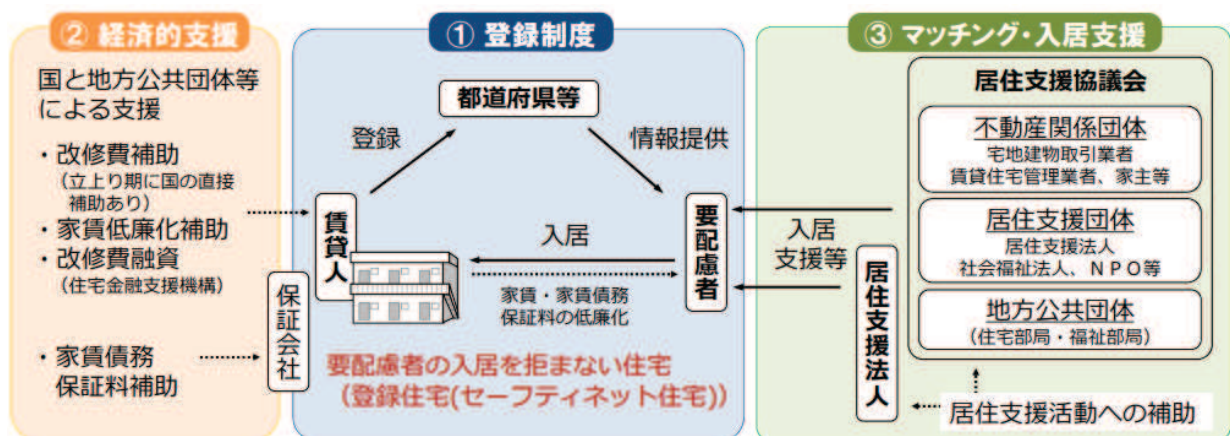 ② 経済的支援
国と地方公共団体等
による支援
・改修費補助
(立上り期に国の直接
補助あり)
・家賃低廉化補助
・改修費融資
(住宅金融支援機構)
・家賃債務
保証料補助
保証会社
① 登録制度
都道府県等
登録
情報提供
賃貸人
入居
家賃・家賃債務
保証料の低廉化
要配慮者
要配慮者の入居を拒まない住宅
(登録住宅(セーフティネット住宅))
③ マッチング・入居支援
入居
支援等
居住支援法人
居住支援協議会
不動産関係団体
宅地建物取引業者
賃貸住宅管理業者、家主等
居住支援団体
居住支援法人
社会福祉法人、NPO等
地方公共団体
(住宅部局・福祉部局)
居住支援活動への補助